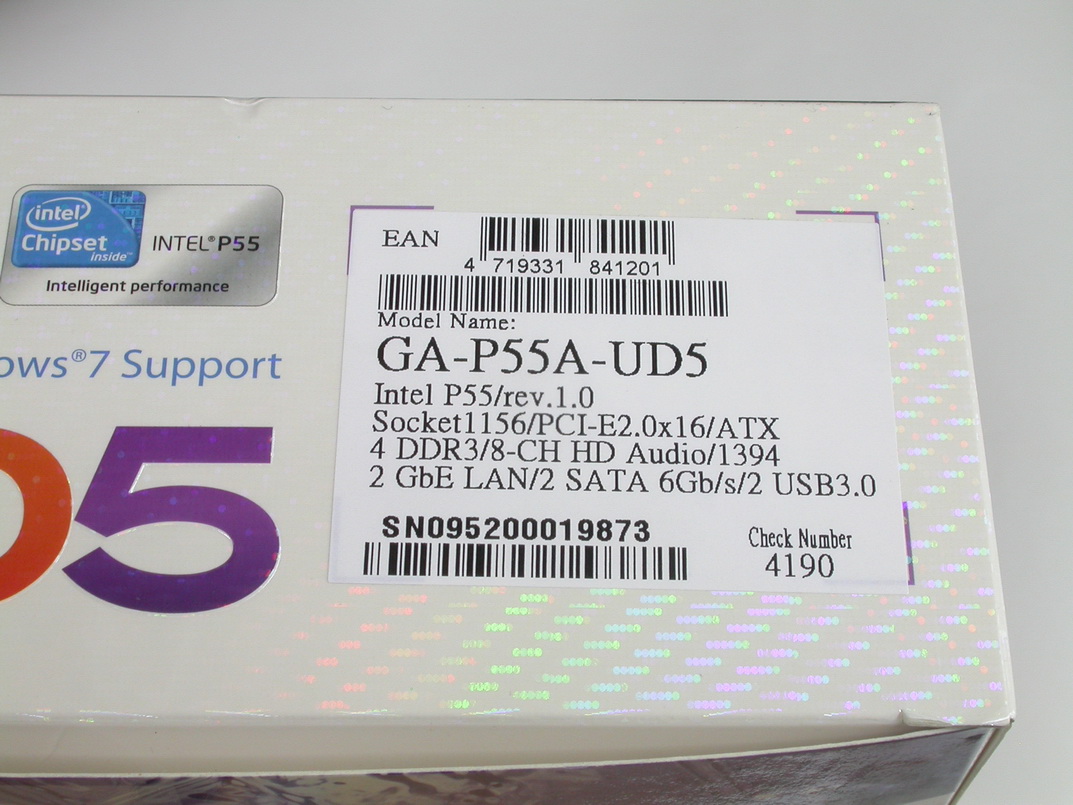 intel
Chipset
inside™
INTEL® P55
Intelligent performance
ows®7 Support
5
EAN
4 719331 841201
Model Name:
GA-P55A-UD5
Intel P55/rev.1.0
Socket1156/PCI-E2.0x16/ATX
4 DDR3/8-CH HD Audio/1394
2 GbE LAN/2 SATA 6Gb/s/2 USB3.0
SN095200019873
Check Number
4190